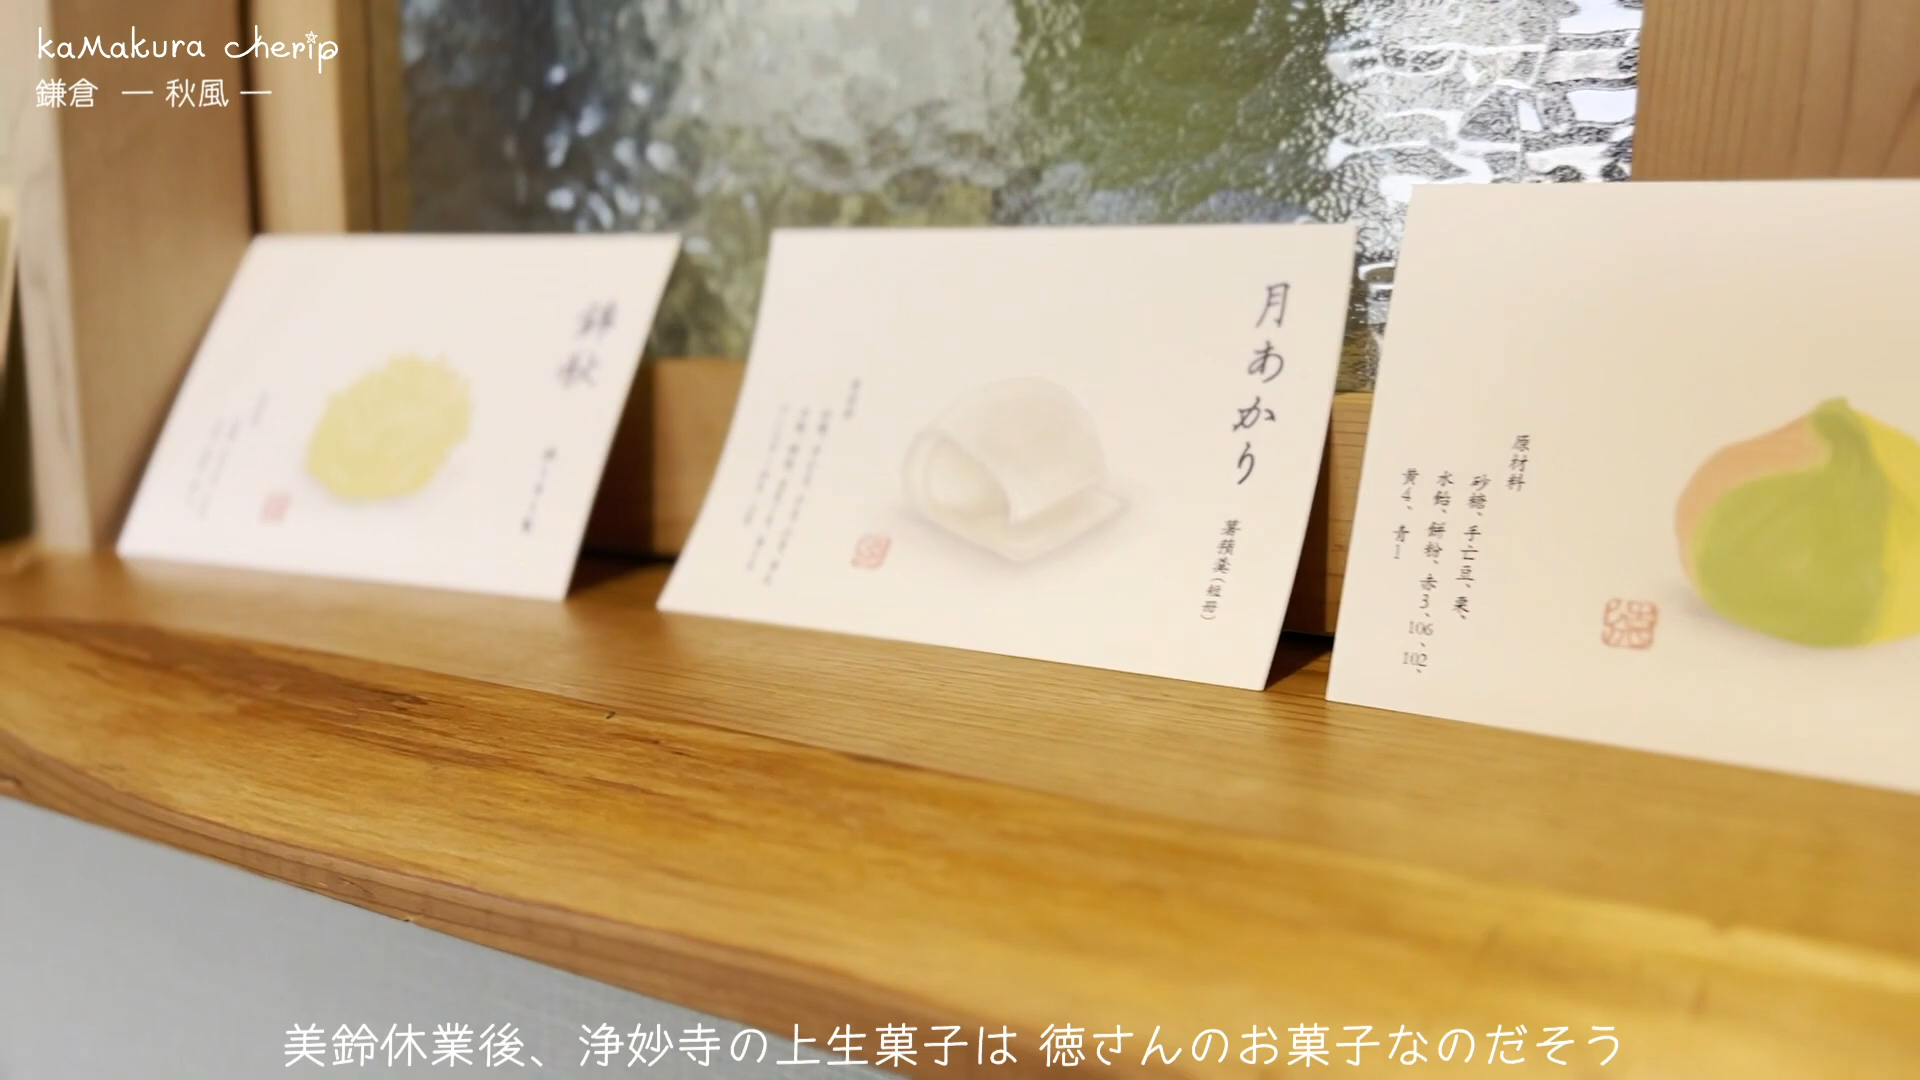 kaMakura cherip
鎌倉 ― 秋風 ―
錦秋
月あかり
薯蕷羹(短冊)
原材料
砂糖、手亡豆、栗、
水飴、餅粉、赤3、106、102、
黄4、青1
美鈴休業後、浄妙寺の上生菓子は 徳さんのお菓子なのだそう